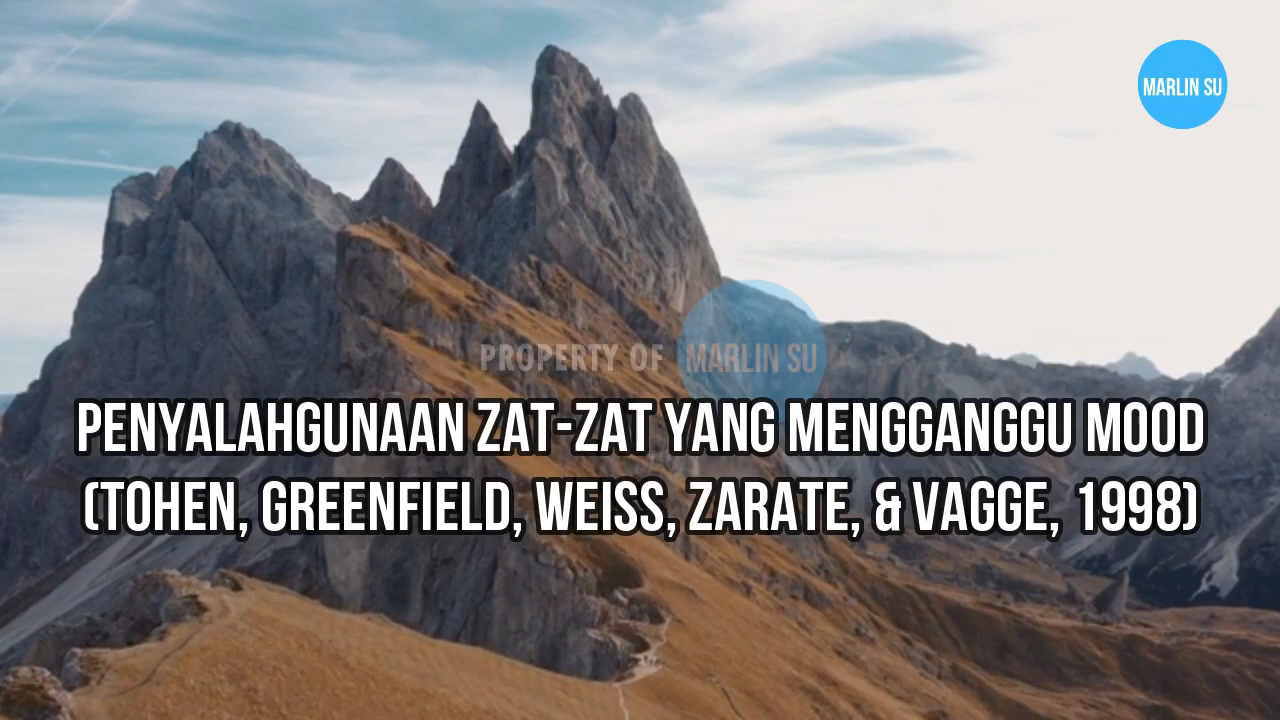 MARLIN SU
PROPERTY OF MARLIN SU
PENYALAHGUNAAN ZAT-ZAT YANG MENGGANGGU MOOD
(TOHEN, GREENFIELD, WEISS, ZARATE, & VAGGE, 1998)